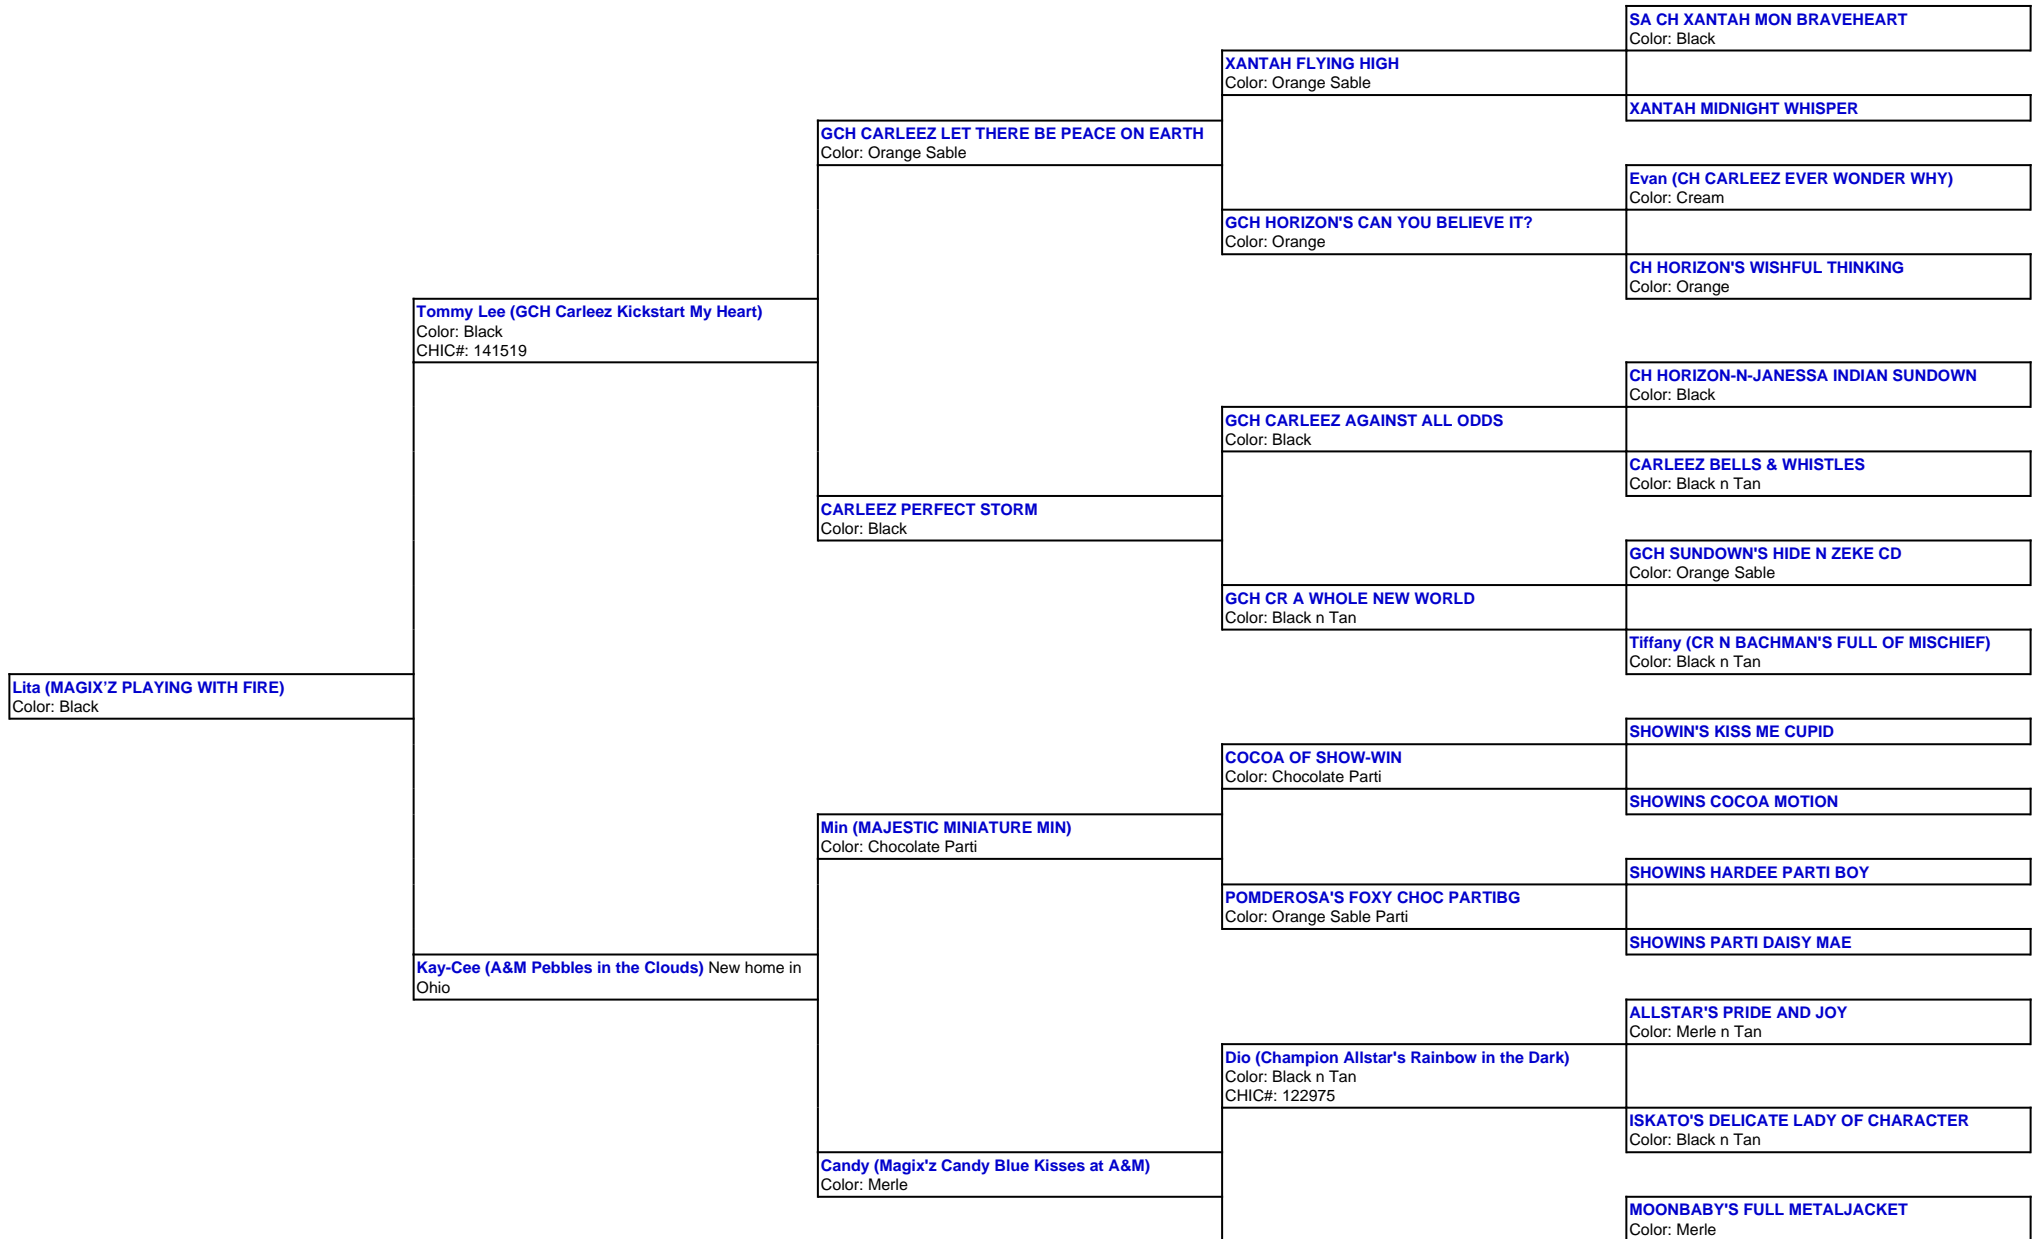 SA CH XANTAH MON BRAVEHEART
Color: Black
XANTAH FLYING HIGH
Color: Orange Sable
XANTAH MIDNIGHT WHISPER
GCH CARLEEZ LET THERE BE PEACE ON EARTH
Color: Orange Sable
Evan (CH CARLEEZ EVER WONDER WHY)
Color: Cream
GCH HORIZON'S CAN YOU BELIEVE IT?
Color: Orange
CH HORIZON'S WISHFUL THINKING
Color: Orange
Tommy Lee (GCH Carleez Kickstart My Heart)
Color: Black
CHIC#: 141519
CH HORIZON-N-JANESSA INDIAN SUNDOWN
Color: Black
GCH CARLEEZ AGAINST ALL ODDS
Color: Black
CARLEEZ BELLS & WHISTLES
Color: Black n Tan
CARLEEZ PERFECT STORM
Color: Black
GCH SUNDOWN'S HIDE N ZEKE CD
Color: Orange Sable
GCH CR A WHOLE NEW WORLD
Color: Black n Tan
Tiffany (CR N BACHMAN'S FULL OF MISCHIEF)
Color: Black n Tan
Lita (MAGIX’Z PLAYING WITH FIRE)
Color: Black
SHOWIN'S KISS ME CUPID
COCOA OF SHOW-WIN
Color: Chocolate Parti
SHOWINS COCOA MOTION
Min (MAJESTIC MINIATURE MIN)
Color: Chocolate Parti
SHOWINS HARDEE PARTI BOY
POMDEROSA'S FOXY CHOC PARTIBG
Color: Orange Sable Parti
SHOWINS PARTI DAISY MAE
Kay-Cee (A&M Pebbles in the Clouds) New home in
Ohio
ALLSTAR'S PRIDE AND JOY
Color: Merle n Tan
Dio (Champion Allstar's Rainbow in the Dark)
Color: Black n Tan
CHIC#: 122975
ISKATO'S DELICATE LADY OF CHARACTER
Color: Black n Tan
Candy (Magix'z Candy Blue Kisses at A&M)
Color: Merle
MOONBABY'S FULL METALJACKET
Color: Merle